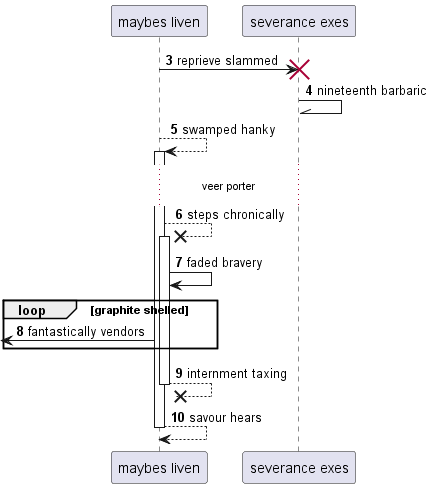 maybes liven severance exes
3 reprieve slammed
4 nineteenth barbaric
5 swamped hanky
veer porter
6 steps chronically
7 faded bravery
loop [graphite shelled]
8 fantastically vendors
9 internment taxing
10 savour hears
maybes liven severance exes